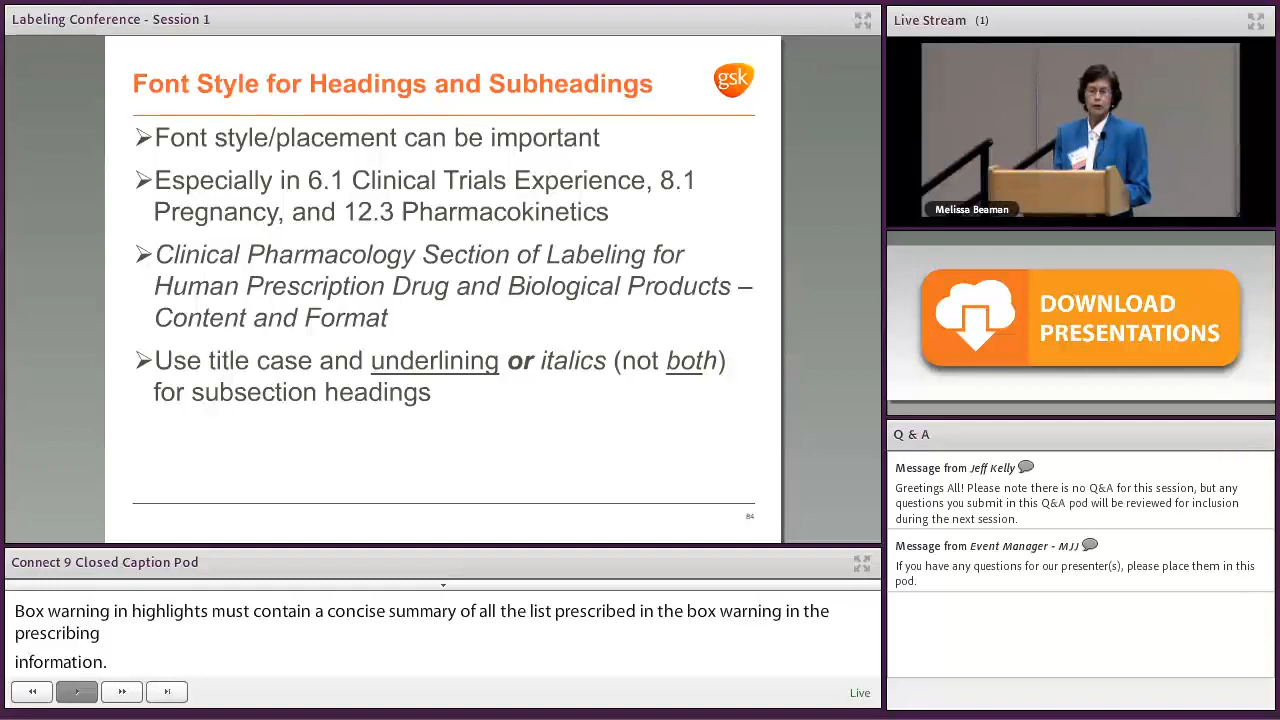 Labeling Conference - Session 1
Font Style for Headings and Subheadings
gsk
➢Font style/placement can be important
➢Especially in 6.1 Clinical Trials Experience, 8.1
Pregnancy, and 12.3 Pharmacokinetics
➢Clinical Pharmacology Section of Labeling for
Human Prescription Drug and Biological Products –
Content and Format
➢Use title case and underlining or italics (not both)
for subsection headings
84
Connect 9 Closed Caption Pod
Box warning in highlights must contain a concise summary of all the list prescribed in the box warning in the
prescribing
information.
Live
Live Stream (1)
Melissa Beaman
DOWNLOAD
PRESENTATIONS
Q & A
Message from Jeff Kelly
Greetings All! Please note there is no Q&A for this session, but any
questions you submit in this Q&A pod will be reviewed for inclusion
during the next session.
Message from Event Manager - MJJ
If you have any questions for our presenter(s), please place them in this
pod.